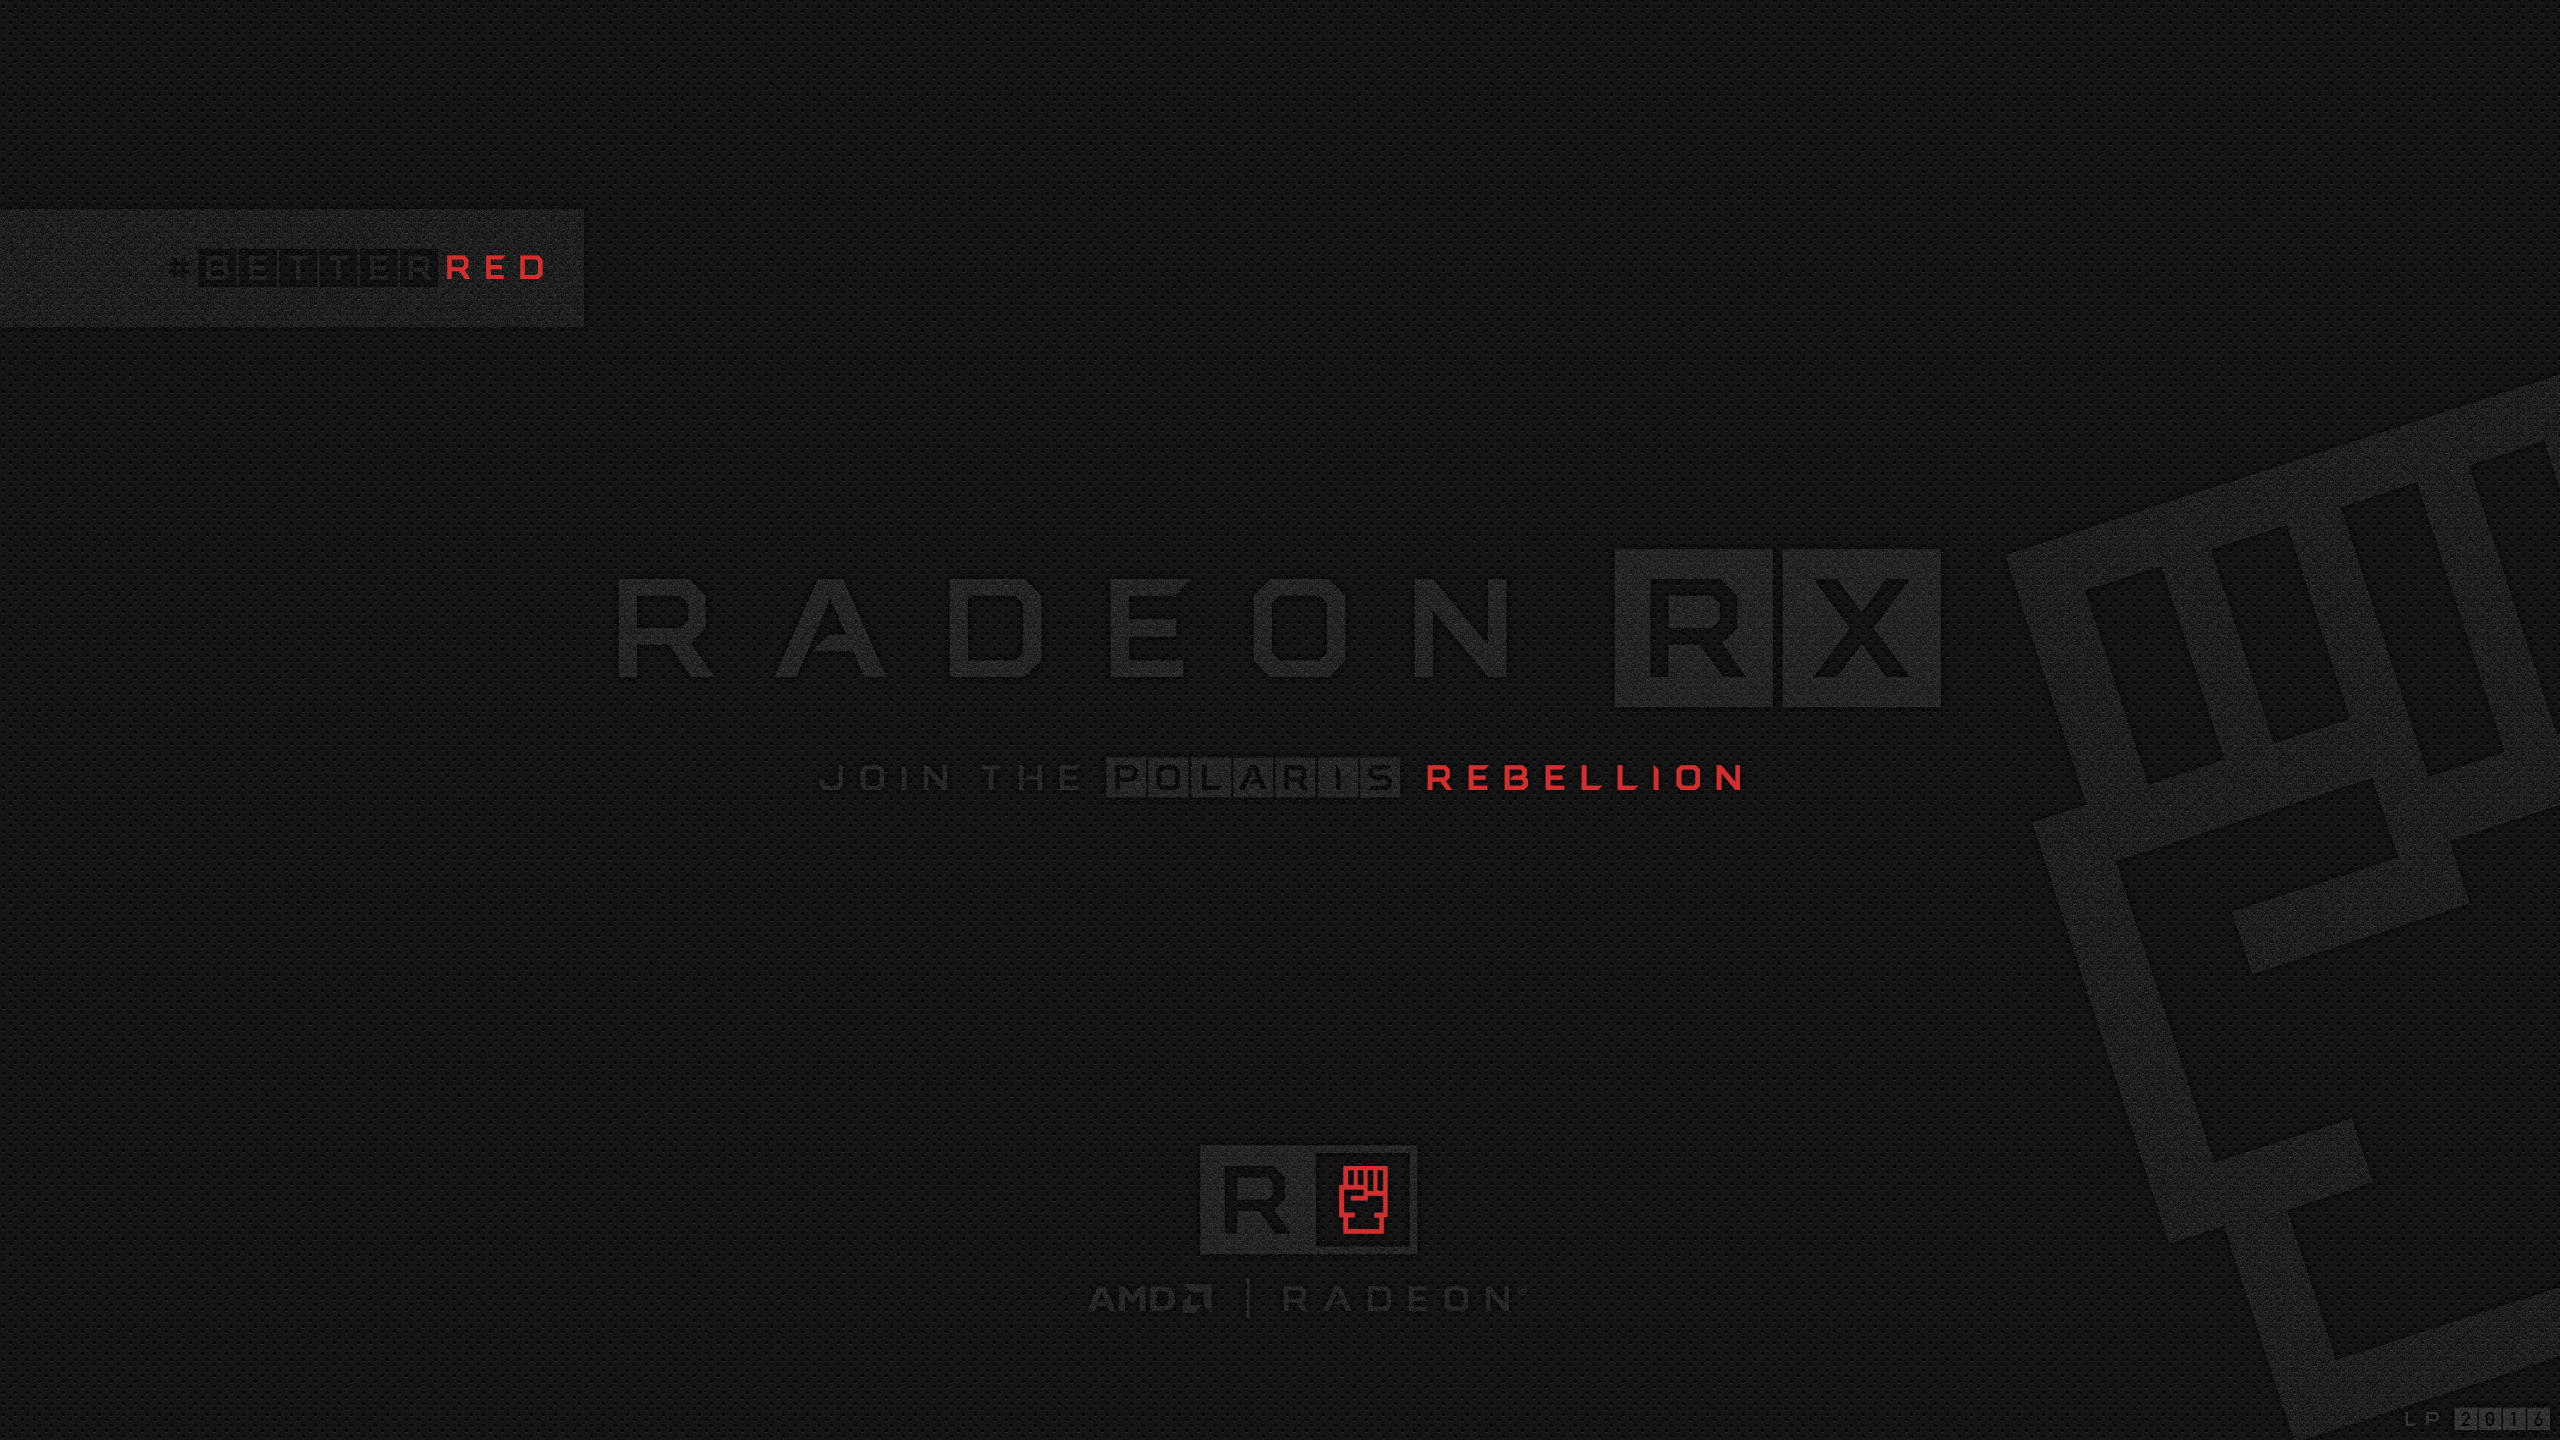 #BETTERRED
RADEON RX
JOIN THE POLARIS REBELLION
R
AMD | RADEON®
LP 2016